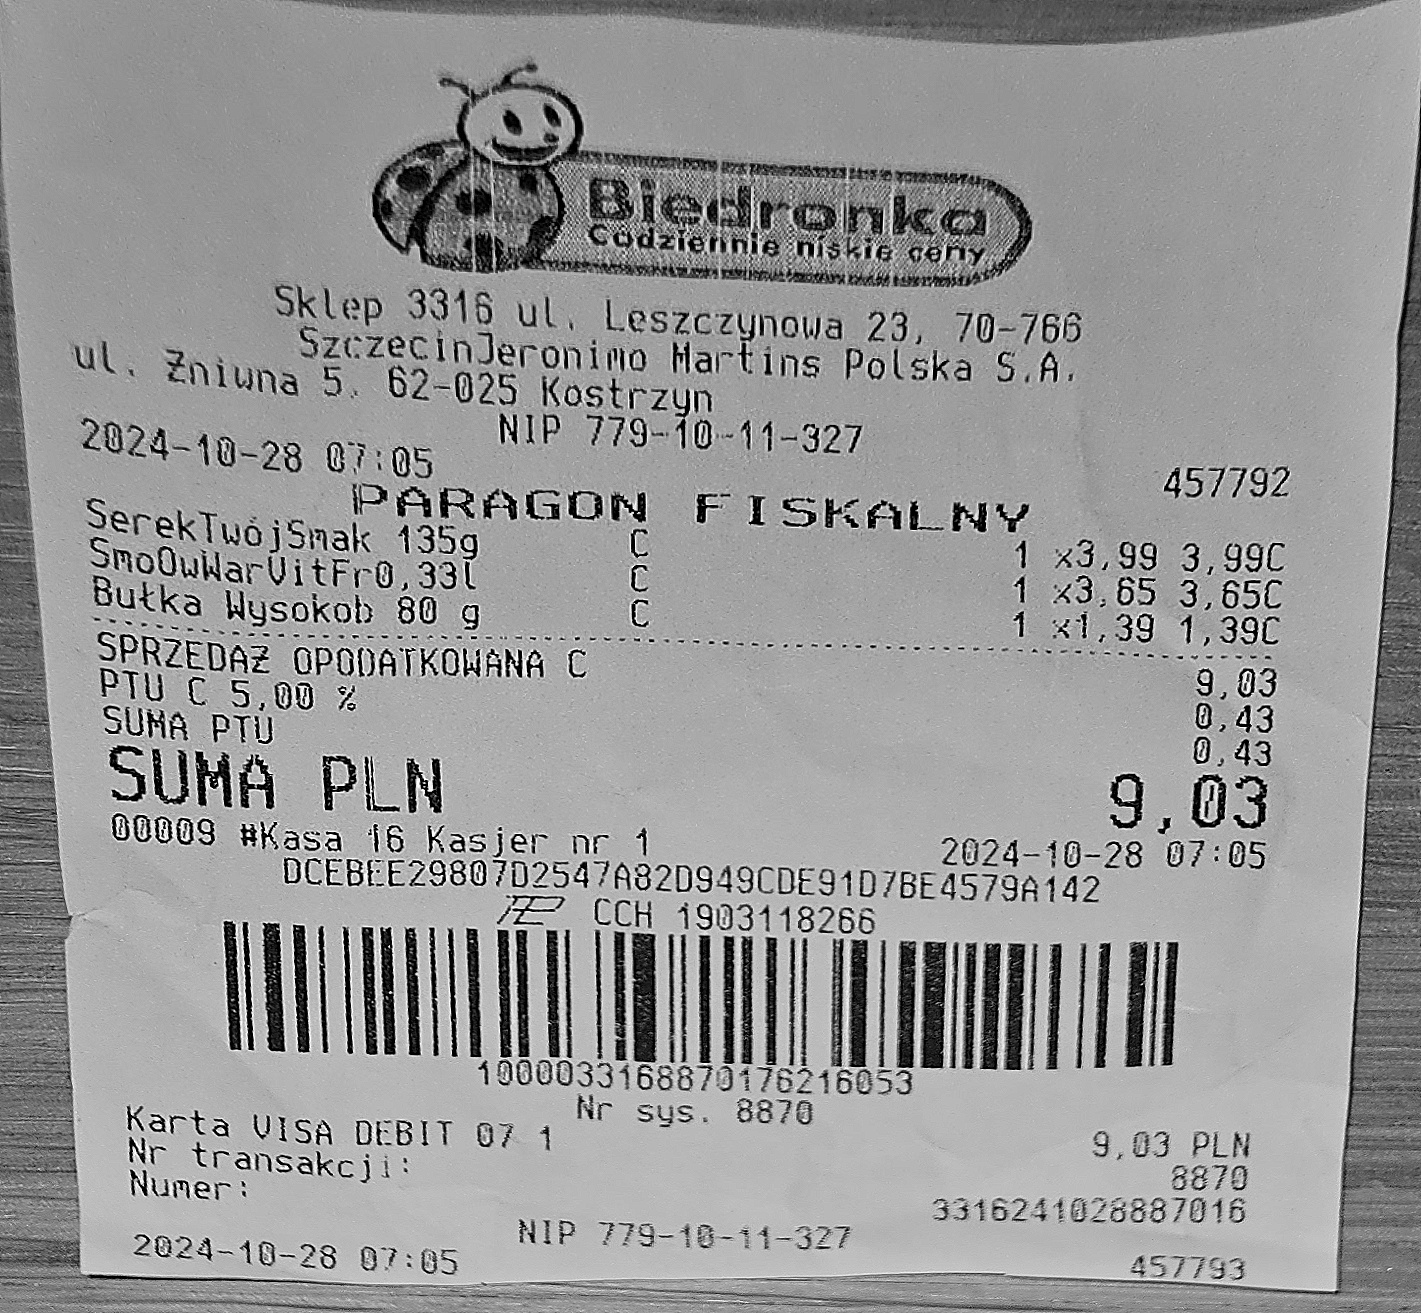 Biedronka
Codziennie niskie ceny
Sklep 3316 ul. Leszczynowa 23, 70-766
SzczecinJeronimo Martins Polska S.A.
ul. Żniwna 5. 62-025 Kostrzyn
NIP 779-10-11-327
2024-10-28 07:05 457792
PARAGON FISKALNY
SerekTwójSmak 135g C 1 x3,99 3,99C
SmoOwWarVitFr0,33l C 1 x3,65 3,65C
Bułka Wysokob 80 g C 1 x1,39 1,39C
SPRZEDAŻ OPODATKOWANA C 9,03
PTU C 5,00 % 0,43
SUMA PTU 0,43
SUMA PLN 9,03
00009 #Kasa 16 Kasjer nr 1 2024-10-28 07:05
DCEBEE29807D2547A82D949CDE91D7BE4579A142
CCH 1903118266
1000033168870176216053
Nr sys. 8870
Karta VISA DEBIT 07 1 9,03 PLN
Nr transakcji: 8870
Numer: 3316241028887016
NIP 779-10-11-327
2024-10-28 07:05 457793